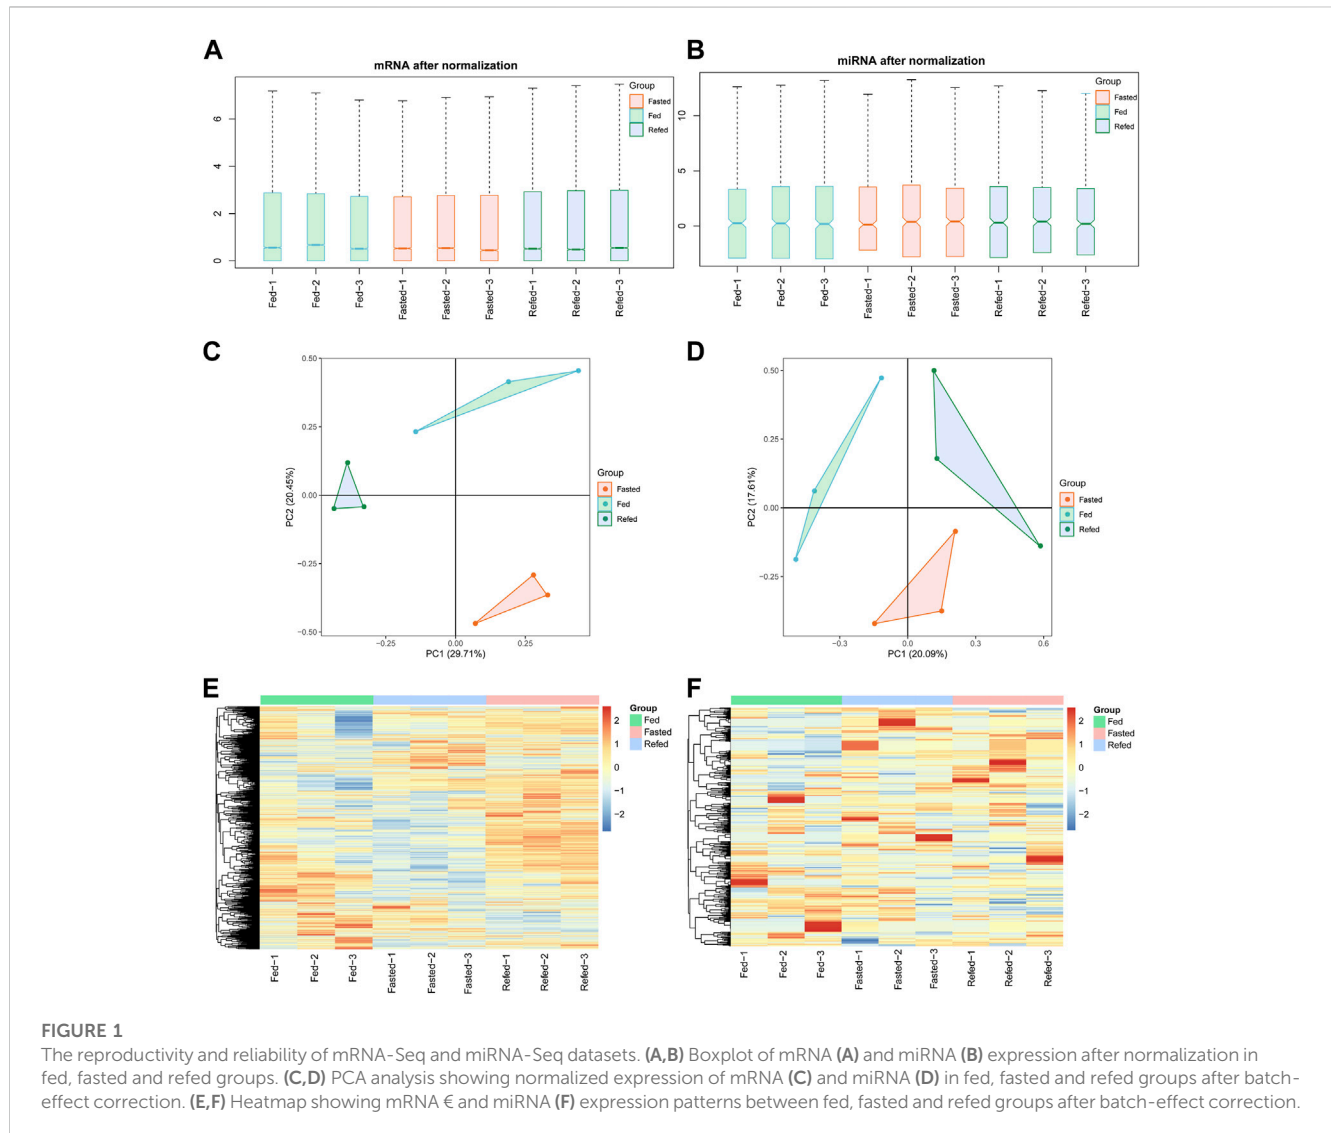 A
mRNA after normalization
6
4
2
0
Group
Fasted
Fed
Refed
Fed−1
Fed−2
Fed−3
Fasted−1
Fasted−2
Fasted−3
Refed−1
Refed−2
Refed−3
B
miRNA after normalization
10
5
0
Group
Fasted
Fed
Refed
Fed−1
Fed−2
Fed−3
Fasted−1
Fasted−2
Fasted−3
Refed−1
Refed−2
Refed−3
C
0.50
0.25
0.00
−0.25
−0.50
PC2 (20.45%)
−0.25
0.00
0.25
PC1 (29.71%)
Group
Fasted
Fed
Refed
D
0.50
0.25
0.00
−0.25
PC2 (17.61%)
−0.3
0.0
0.3
0.6
PC1 (20.09%)
Group
Fasted
Fed
Refed
E
2
1
0
−1
−2
Group
Fed
Fasted
Refed
Fed−1
Fed−2
Fed−3
Fasted−1
Fasted−2
Fasted−3
Refed−1
Refed−2
Refed−3
F
2
1
0
−1
−2
Group
Fed
Fasted
Refed
Fed−1
Fed−2
Fed−3
Fasted−1
Fasted−2
Fasted−3
Refed−1
Refed−2
Refed−3
FIGURE 1
The reproductivity and reliability of mRNA-Seq and miRNA-Seq datasets. (A,B) Boxplot of mRNA (A) and miRNA (B) expression after normalization in
fed, fasted and refed groups. (C,D) PCA analysis showing normalized expression of mRNA (C) and miRNA (D) in fed, fasted and refed groups after batch-
effect correction. (E,F) Heatmap showing mRNA € and miRNA (F) expression patterns between fed, fasted and refed groups after batch-effect correction.